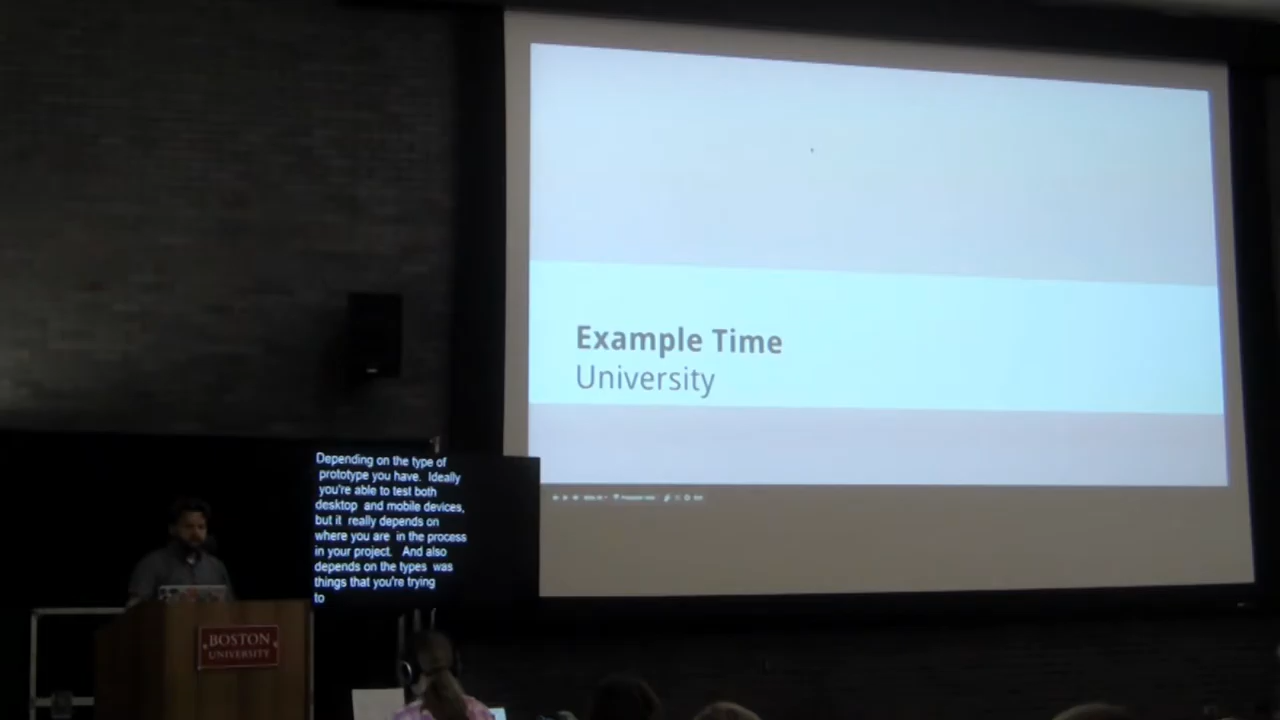 Example Time
University
Depending on the type of
prototype you have. Ideally
you're able to test both
desktop and mobile devices,
but it really depends on
where you are in the process
in your project. And also
depends on the types was
things that you're trying
to
BOSTON
UNIVERSITY